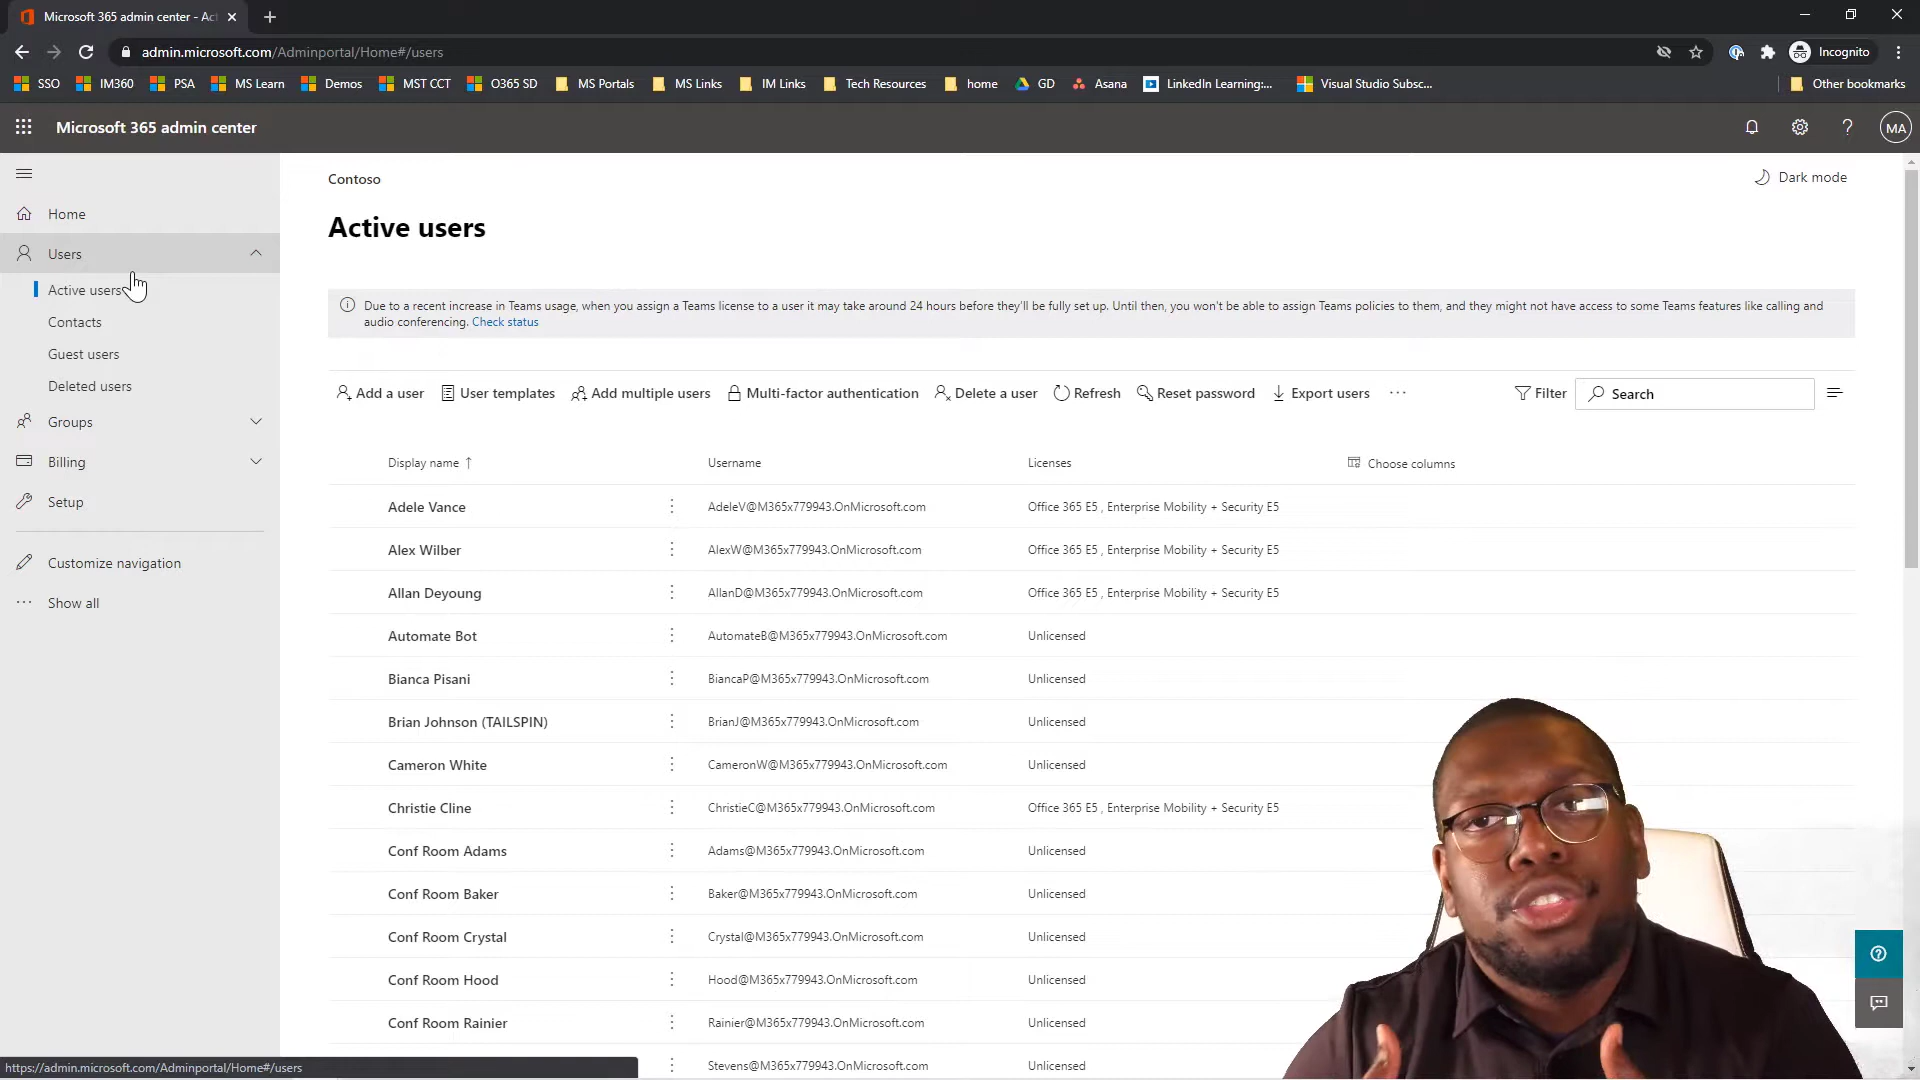 Microsoft 365 admin center - Ac
admin.microsoft.com/Adminportal/Home#/users
Incognito
SSO IM360 PSA MS Learn Demos MST CCT O365 SD MS Portals MS Links IM Links Tech Resources home GD Asana LinkedIn Learning:... Visual Studio Subsc... Other bookmarks
Microsoft 365 admin center
? MA
Contoso
Dark mode
Home
Users
Active users
Contacts
Guest users
Deleted users
Groups
Billing
Setup
Customize navigation
Show all
Active users
Due to a recent increase in Teams usage, when you assign a Teams license to a user it may take around 24 hours before they'll be fully set up. Until then, you won't be able to assign Teams policies to them, and they might not have access to some Teams features like calling and
audio conferencing. Check status
Add a user User templates Add multiple users Multi-factor authentication Delete a user Refresh Reset password Export users ... Filter Search
Display name ↑ Username Licenses Choose columns
Adele Vance AdeleV@M365x779943.OnMicrosoft.com Office 365 E5 , Enterprise Mobility + Security E5
Alex Wilber AlexW@M365x779943.OnMicrosoft.com Office 365 E5 , Enterprise Mobility + Security E5
Allan Deyoung AllanD@M365x779943.OnMicrosoft.com Office 365 E5 , Enterprise Mobility + Security E5
Automate Bot AutomateB@M365x779943.OnMicrosoft.com Unlicensed
Bianca Pisani BiancaP@M365x779943.OnMicrosoft.com Unlicensed
Brian Johnson (TAILSPIN) BrianJ@M365x779943.OnMicrosoft.com Unlicensed
Cameron White CameronW@M365x779943.OnMicrosoft.com Unlicensed
Christie Cline ChristieC@M365x779943.OnMicrosoft.com Office 365 E5 , Enterprise Mobility + Security E5
Conf Room Adams Adams@M365x779943.OnMicrosoft.com Unlicensed
Conf Room Baker Baker@M365x779943.OnMicrosoft.com Unlicensed
Conf Room Crystal Crystal@M365x779943.OnMicrosoft.com Unlicensed
Conf Room Hood Hood@M365x779943.OnMicrosoft.com Unlicensed
Conf Room Rainier Rainier@M365x779943.OnMicrosoft.com Unlicensed
Stevens@M365x779943.OnMicrosoft.com Unlicensed
https://admin.microsoft.com/Adminportal/Home#/users